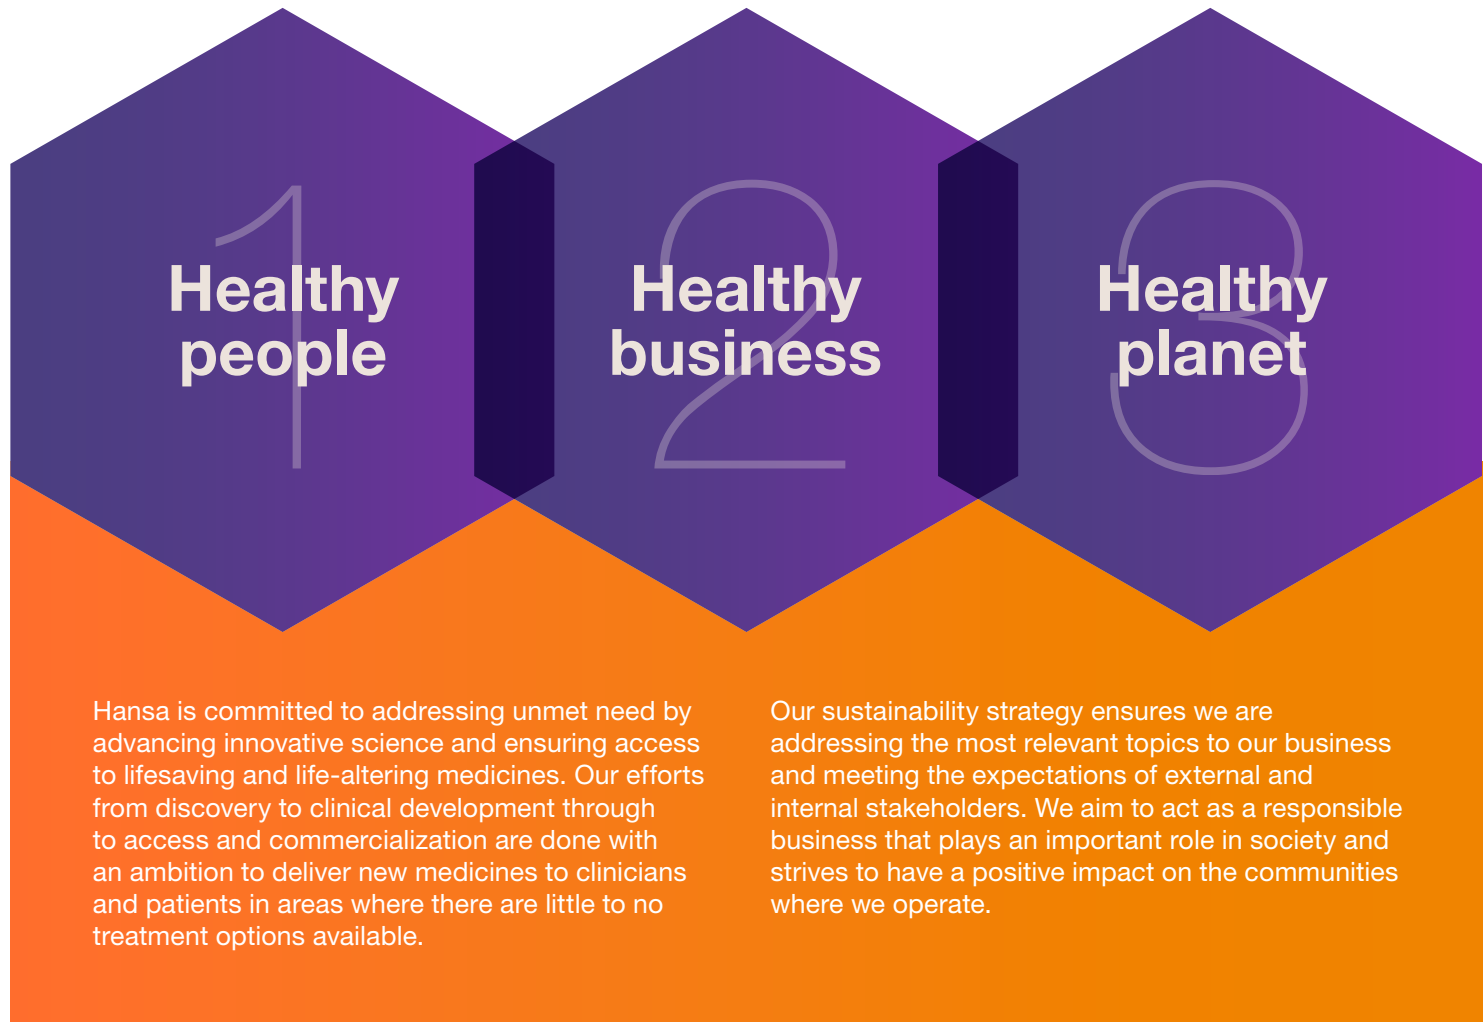 1
Healthy
people
2
Healthy
business
3
Healthy
planet
Hansa is committed to addressing unmet need by
advancing innovative science and ensuring access
to lifesaving and life-altering medicines. Our efforts
from discovery to clinical development through
to access and commercialization are done with
an ambition to deliver new medicines to clinicians
and patients in areas where there are little to no
treatment options available.
Our sustainability strategy ensures we are
addressing the most relevant topics to our business
and meeting the expectations of external and
internal stakeholders. We aim to act as a responsible
business that plays an important role in society and
strives to have a positive impact on the communities
where we operate.